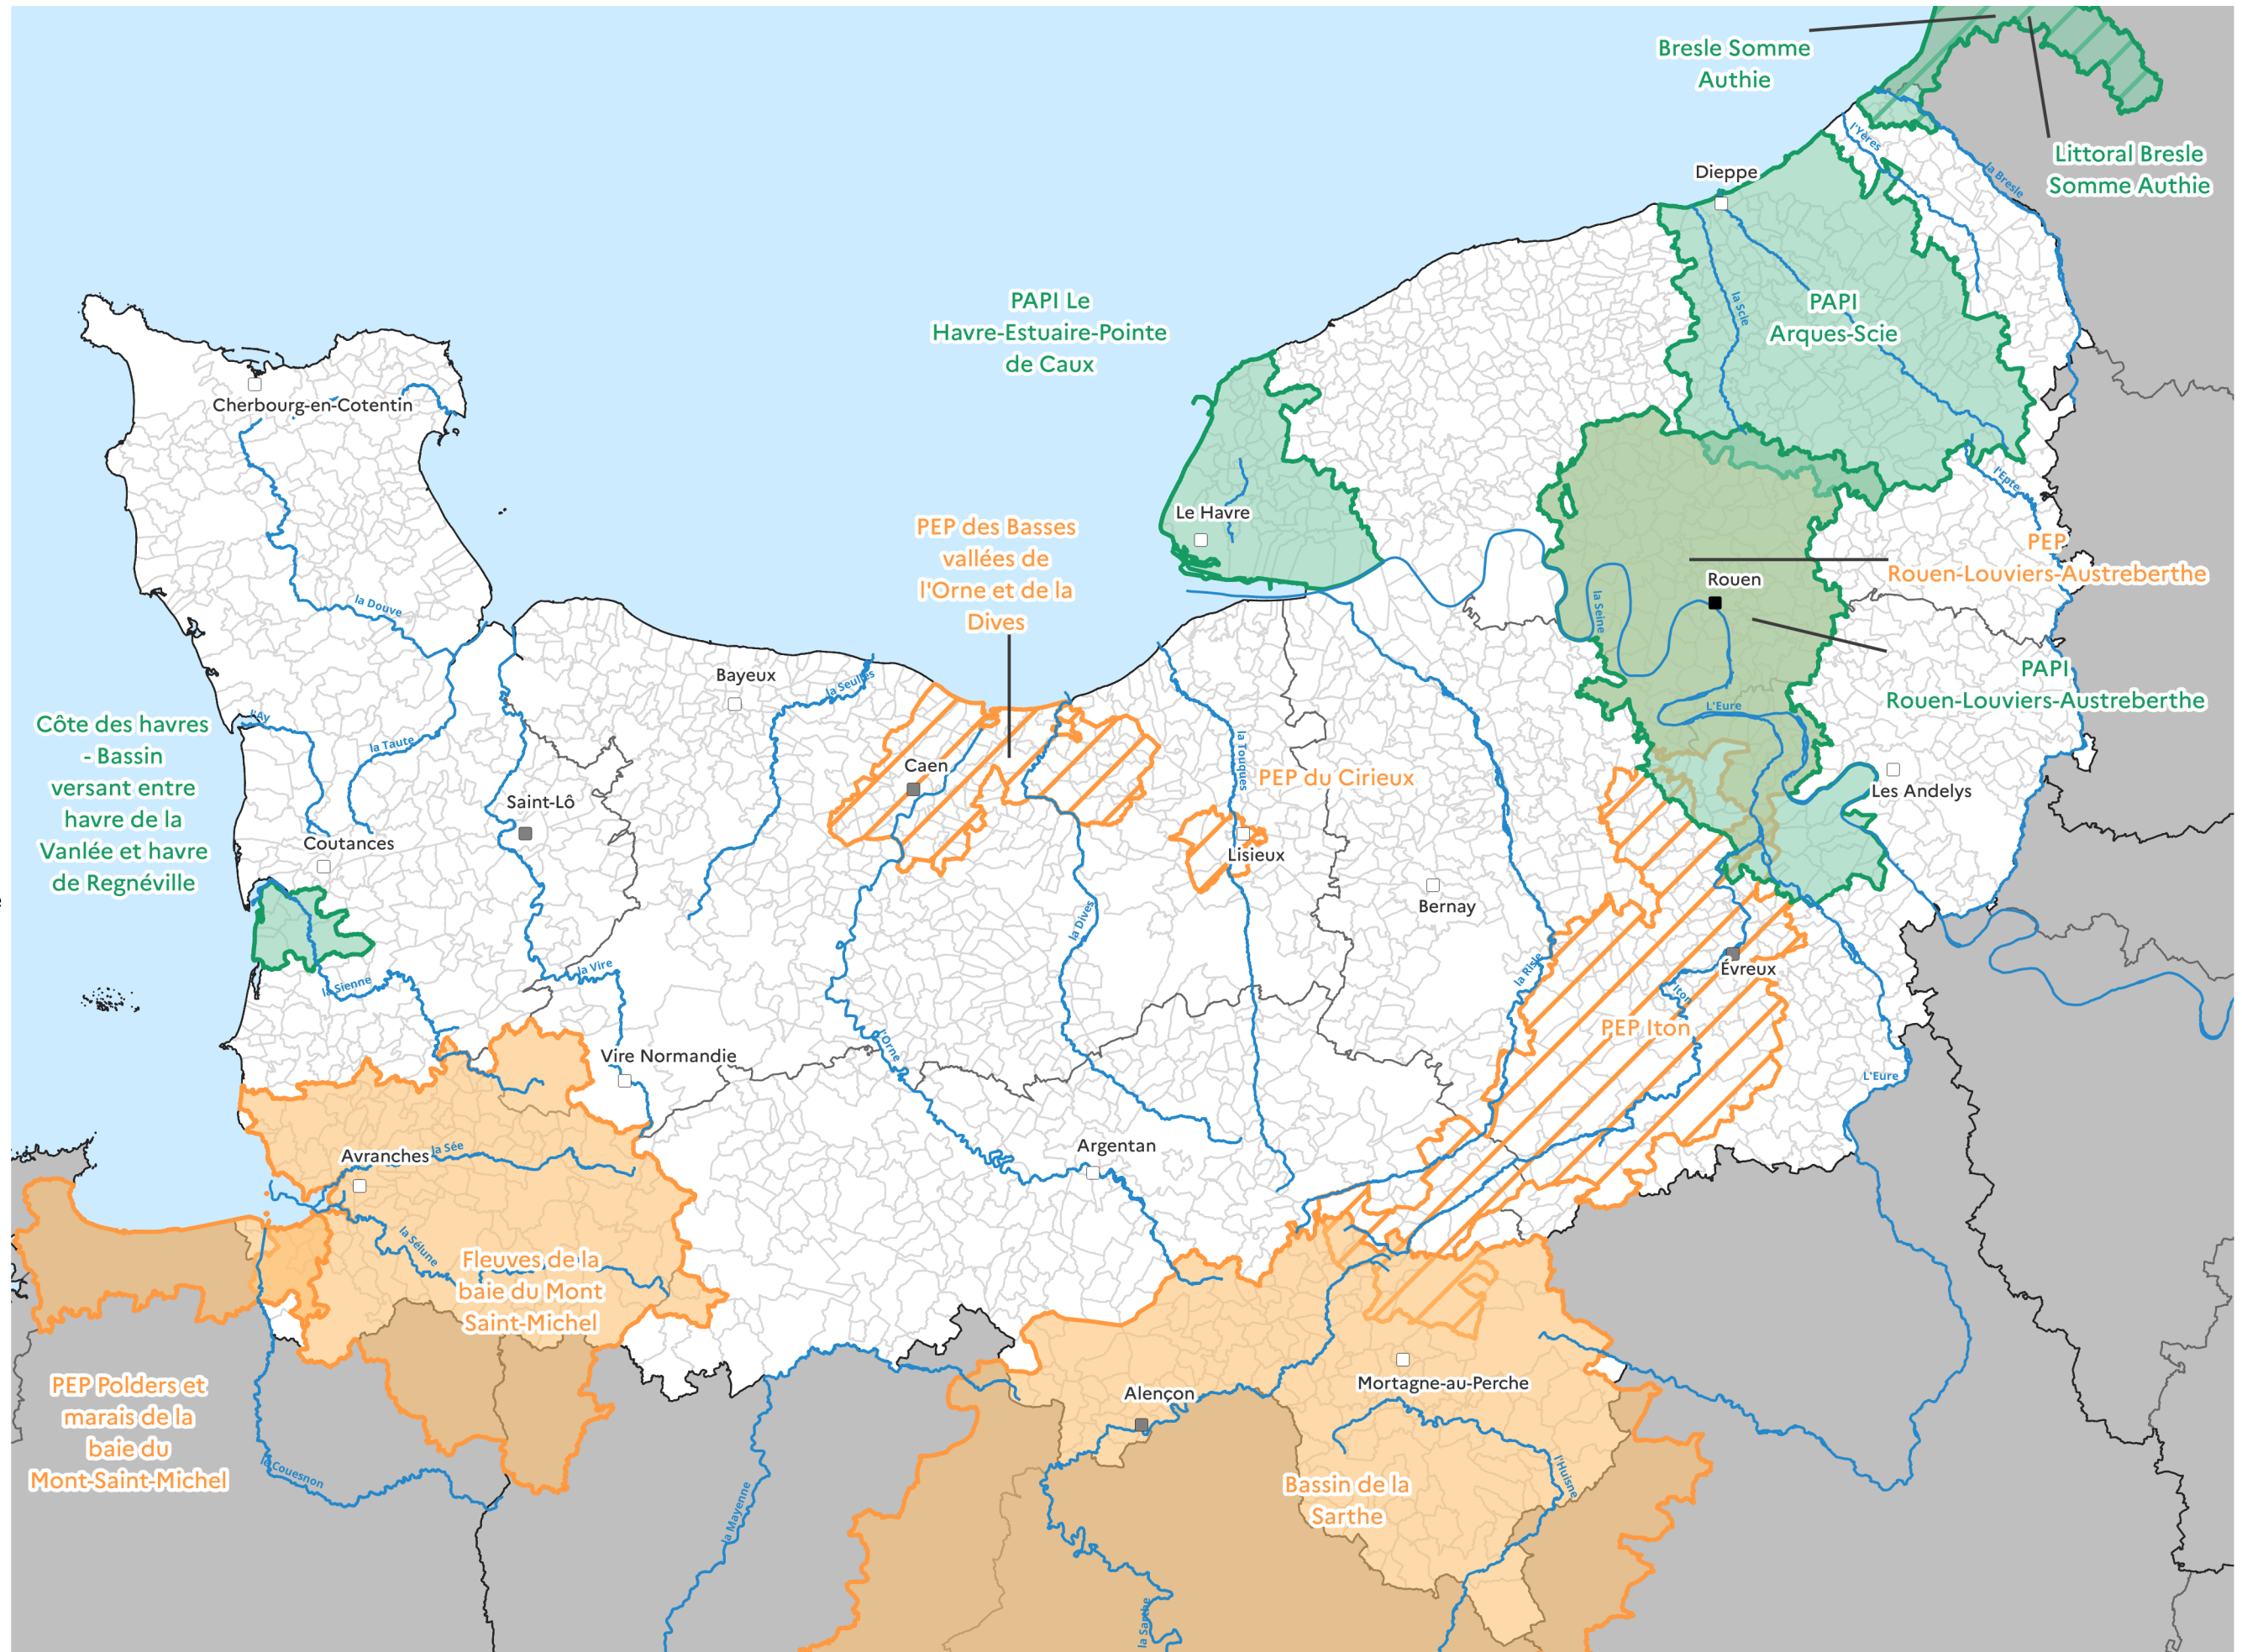 Bresle Somme
Authie
Littoral Bresle
Somme Authie
l'Yères
la Bresle
Dieppe
la Scie
PAPI
Arques-Scie
PAPI Le
Havre-Estuaire-Pointe
de Caux
Cherbourg-en-Cotentin
l'Epte
Le Havre
PEP des Basses
vallées de
l'Orne et de la
Dives
PEP
Rouen-Louviers-Austreberthe
Rouen
la Seine
la Douve
PAPI
Rouen-Louviers-Austreberthe
Bayeux
la Seulles
L'Eure
l'Ay
la Taute
la Touques
Côte des havres
- Bassin
versant entre
havre de la
Vanlée et havre
de Regnéville
Caen
PEP du Cirieux
Les Andelys
Saint-Lô
Coutances
Lisieux
Bernay
la Dives
la Vire
la Sienne
la Risle
Évreux
l'Iton
PEP Iton
l'Orne
Vire Normandie
L'Eure
Argentan
Avranches
la Sée
la Sélune
Fleuves de la
baie du Mont
Saint-Michel
PEP Polders et
marais de la
baie du
Mont-Saint-Michel
Alençon
Mortagne-au-Perche
le Couesnon
la Mayenne
Bassin de la
Sarthe
l'Huisne
la Sarthe